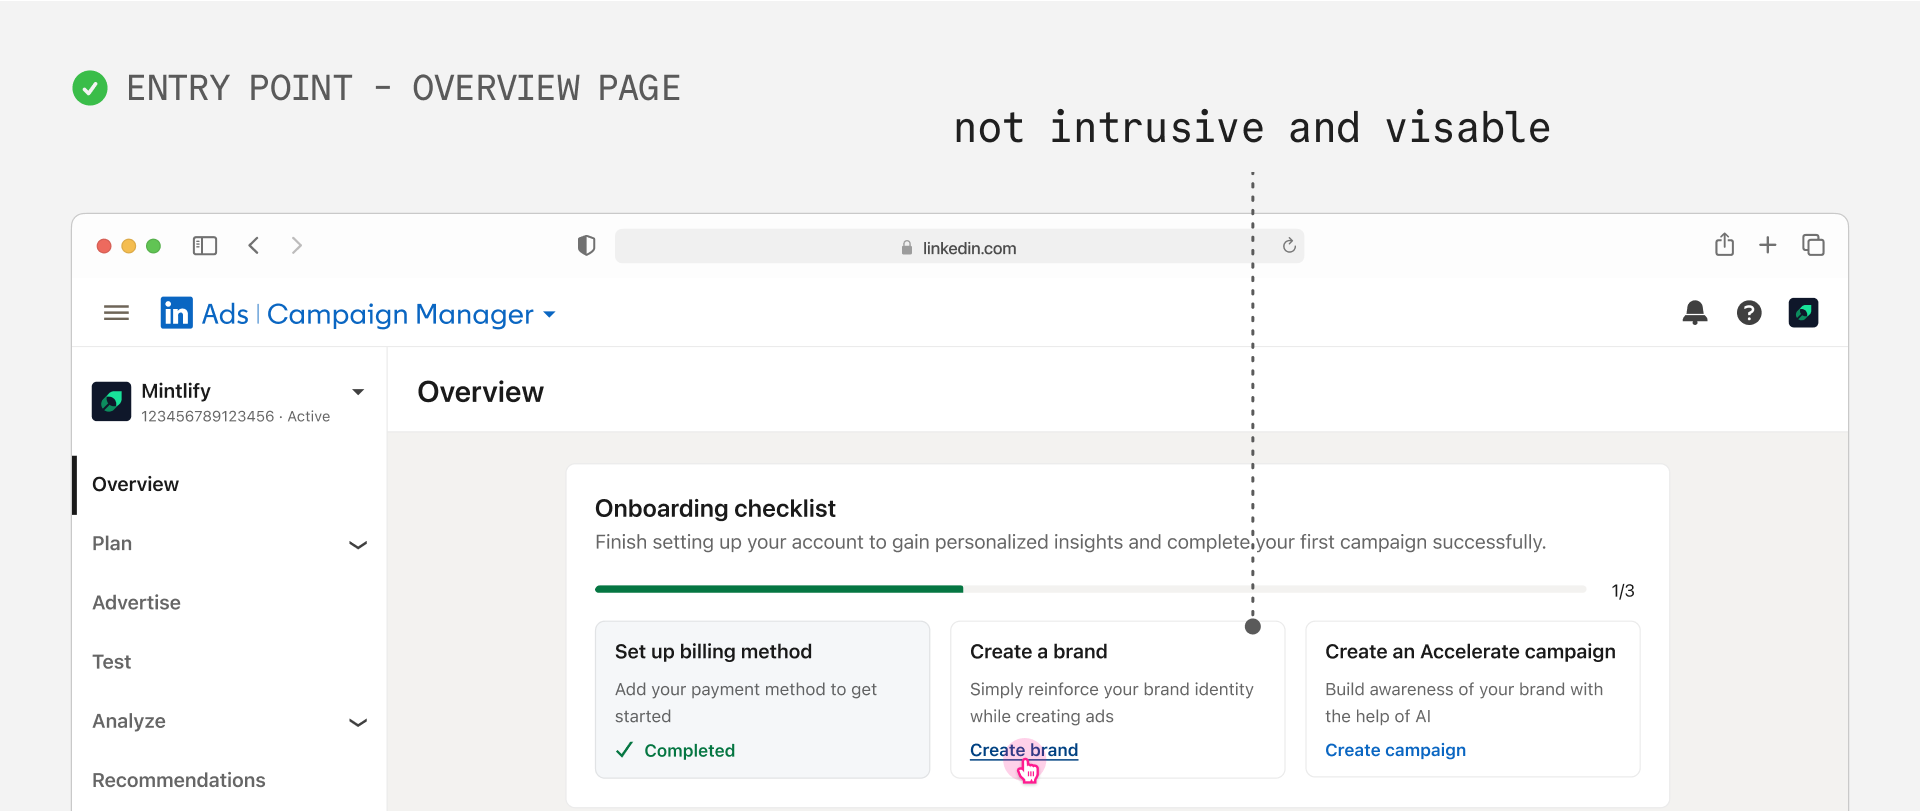 ENTRY POINT - OVERVIEW PAGE
not intrusive and visable
linkedin.com
in Ads | Campaign Manager
Mintlify
123456789123456 · Active
Overview
Overview
Plan
Advertise
Test
Analyze
Recommendations
Onboarding checklist
Finish setting up your account to gain personalized insights and complete your first campaign successfully.
1/3
Set up billing method
Add your payment method to get
started
Completed
Create a brand
Simply reinforce your brand identity
while creating ads
Create brand
Create an Accelerate campaign
Build awareness of your brand with
the help of AI
Create campaign